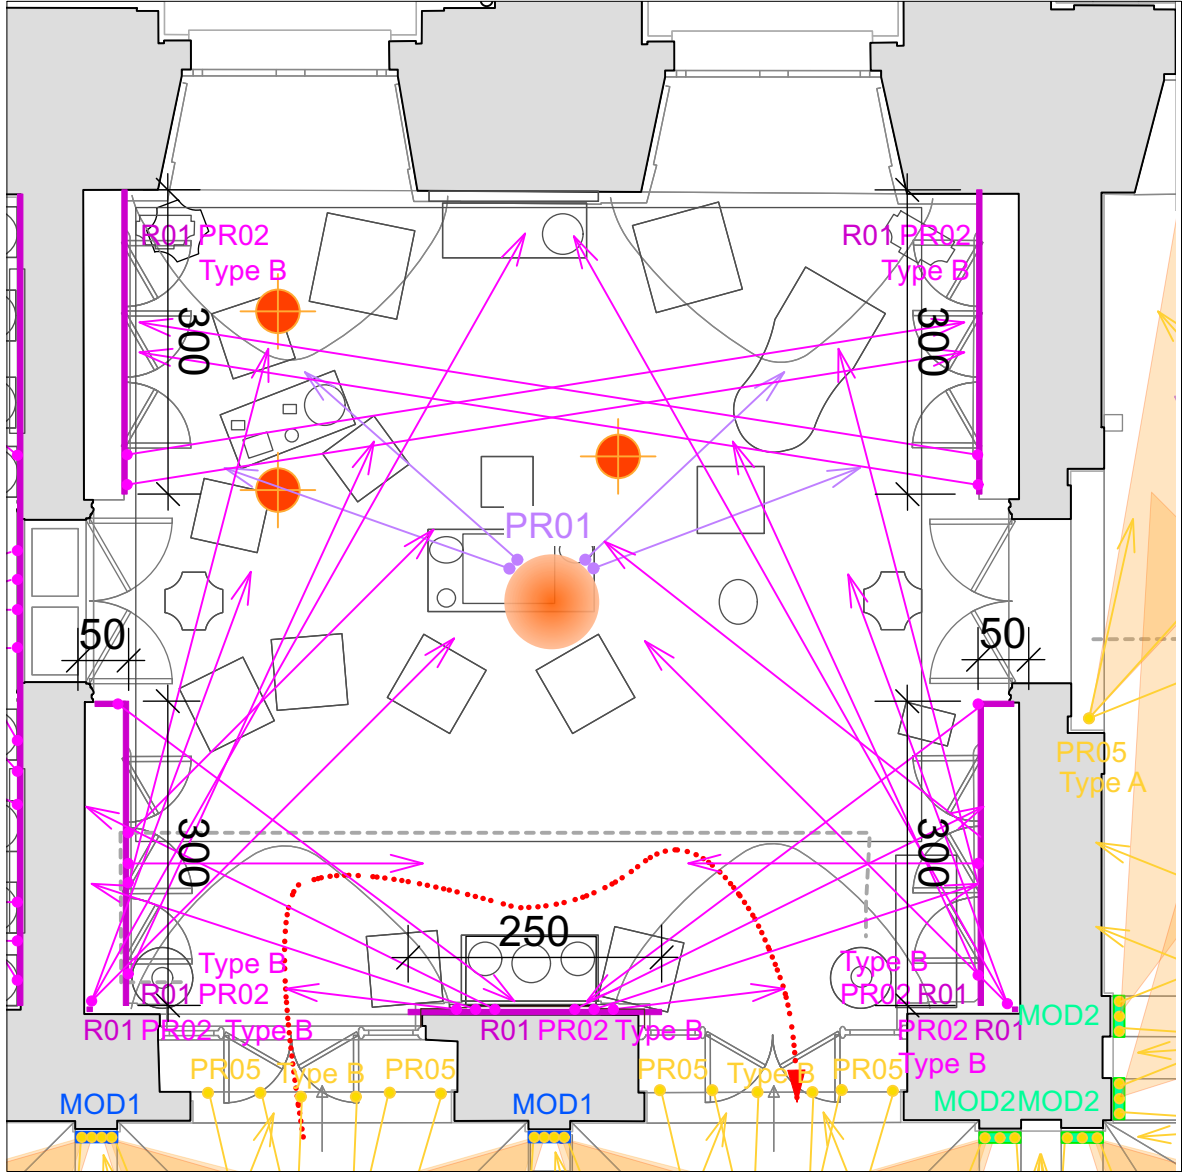 R01 PR02
Type B
R01 PR02
Type B
300
300
PR01
50
50
PR05
Type A
300
300
250
Type B
R01 PR02
Type B
PR02 R01
R01 PR02 Type B
R01 PR02 Type B
PR02 R01
Type B
MOD2
PR05 Type B PR05
PR05 Type B PR05
MOD1
MOD1
MOD2 MOD2